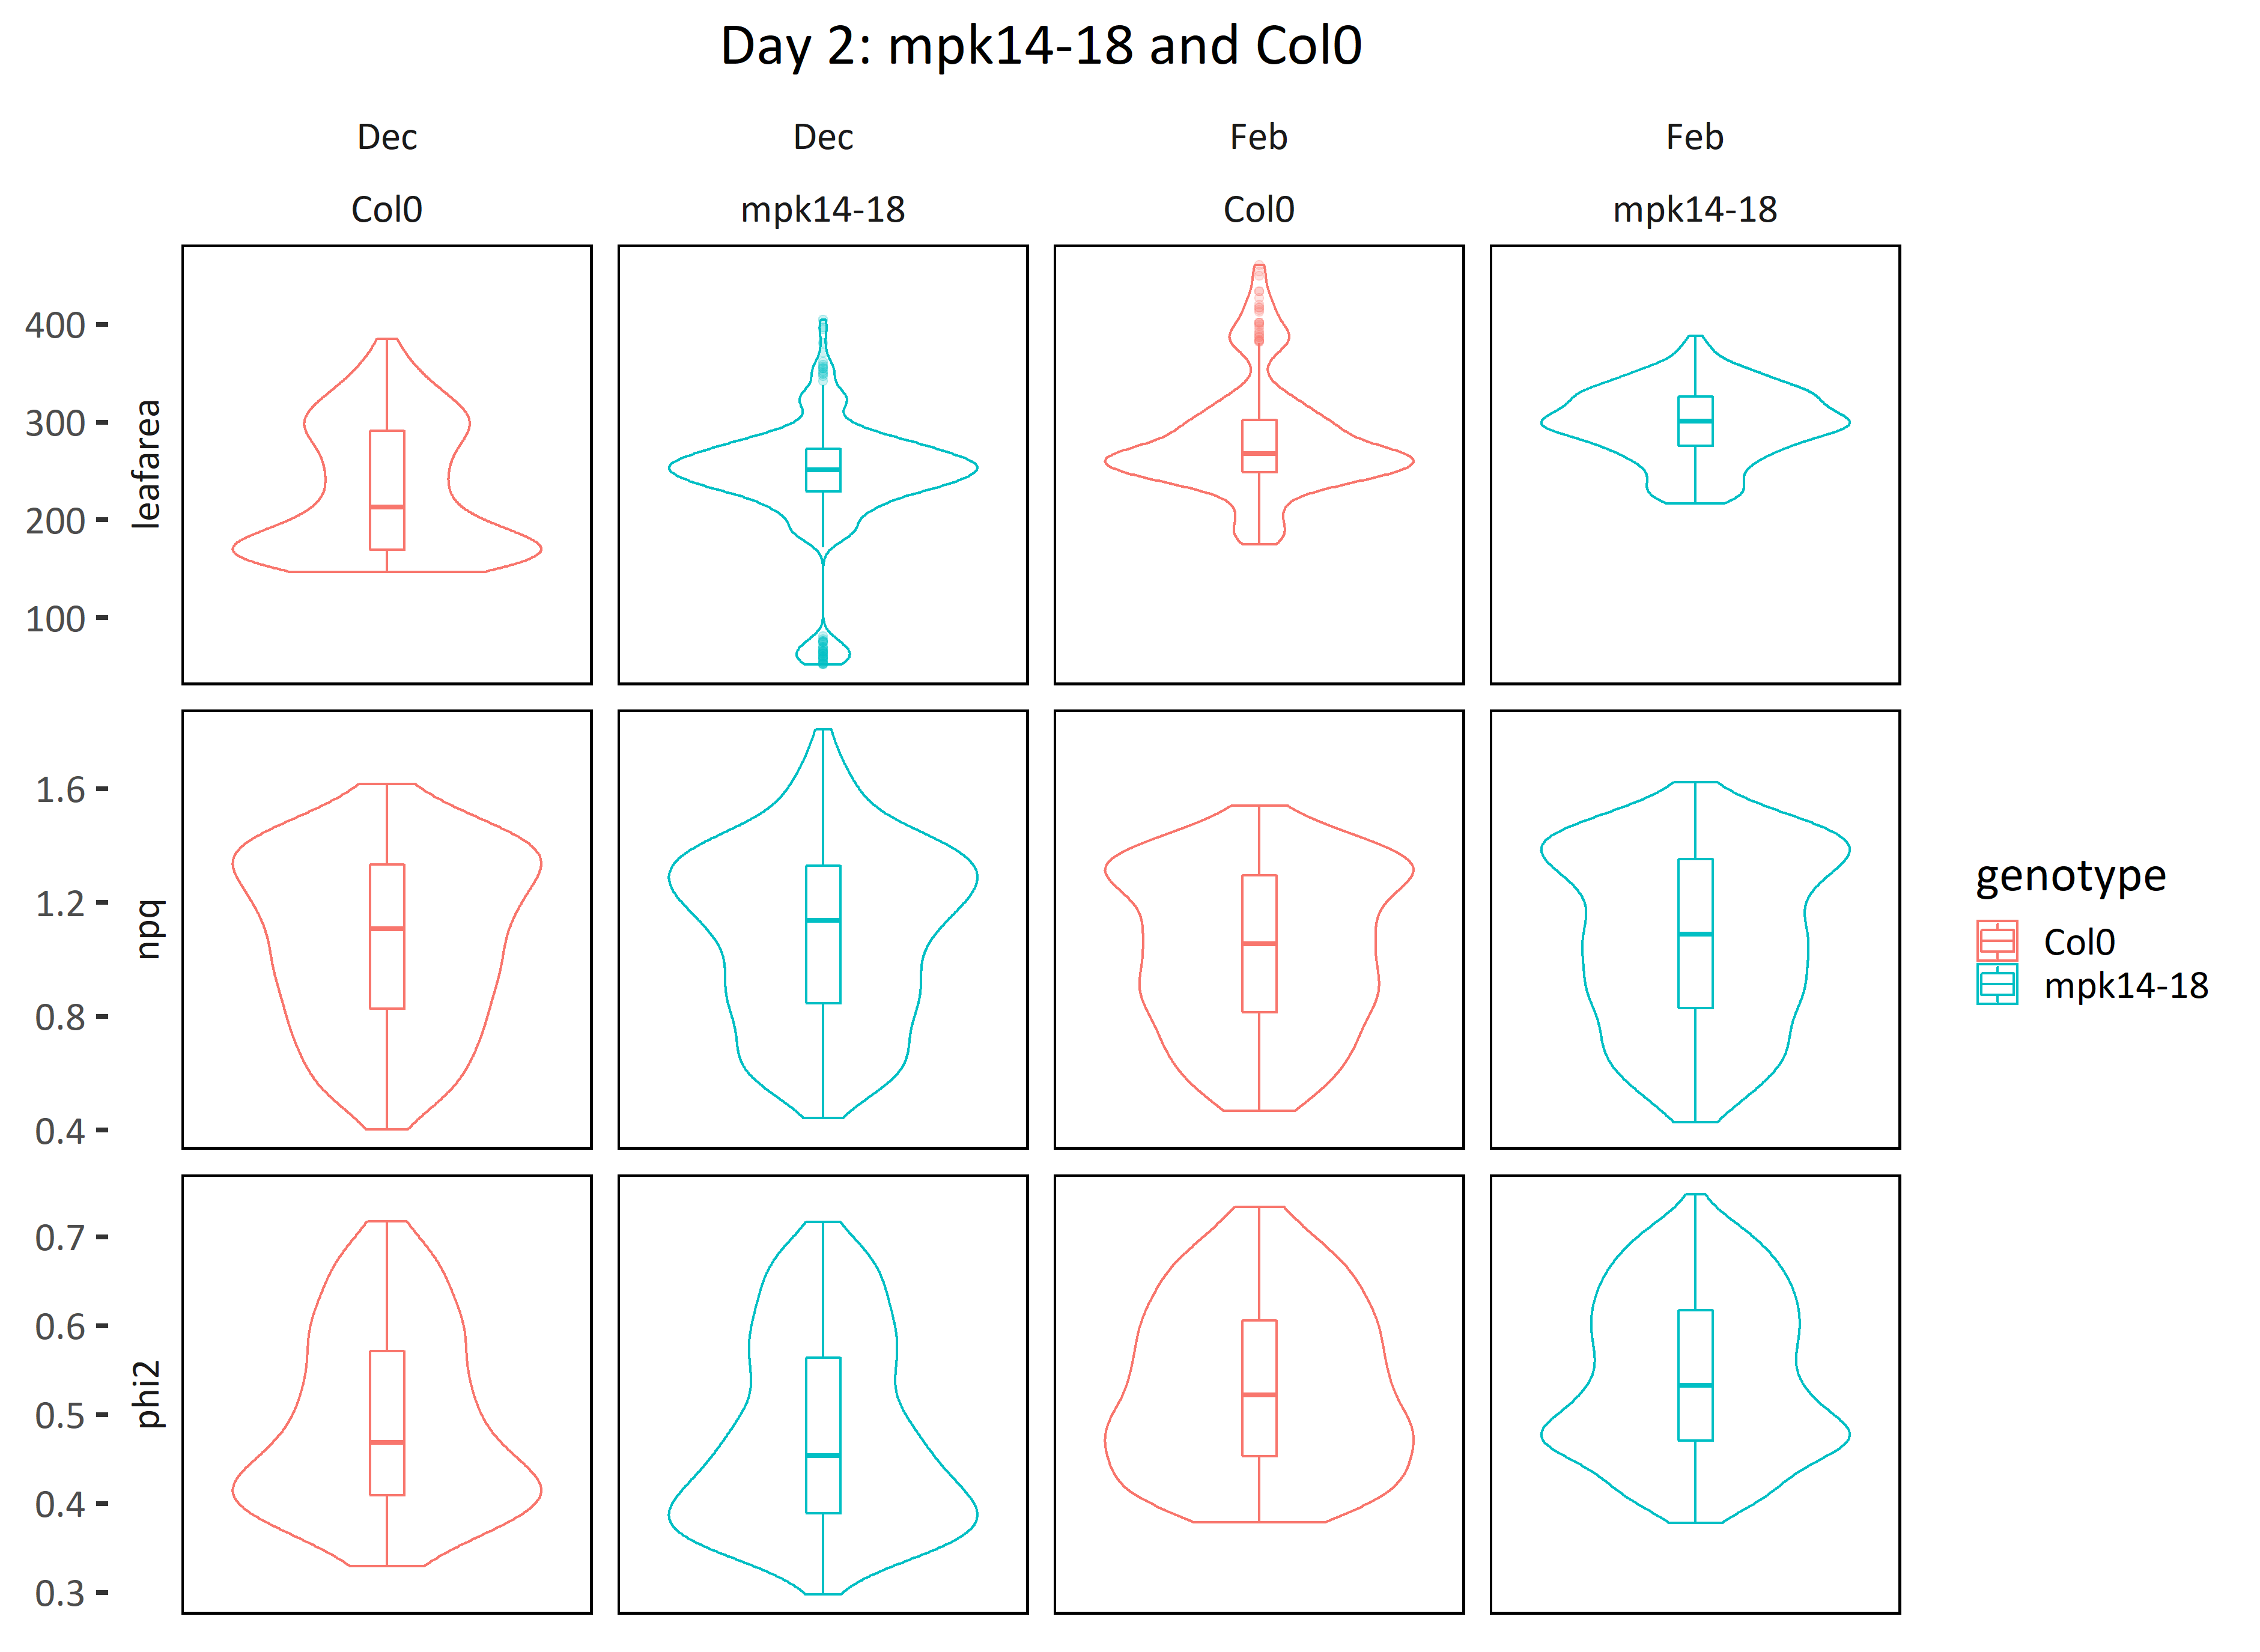 Day 2: mpk14-18 and Col0
Dec Dec Feb Feb
Col0 mpk14-18 Col0 mpk14-18
400
300
200
100
leafarea
1.6
1.2
0.8
0.4
npq
0.7
0.6
0.5
0.4
0.3
phi2
genotype
Col0
mpk14-18